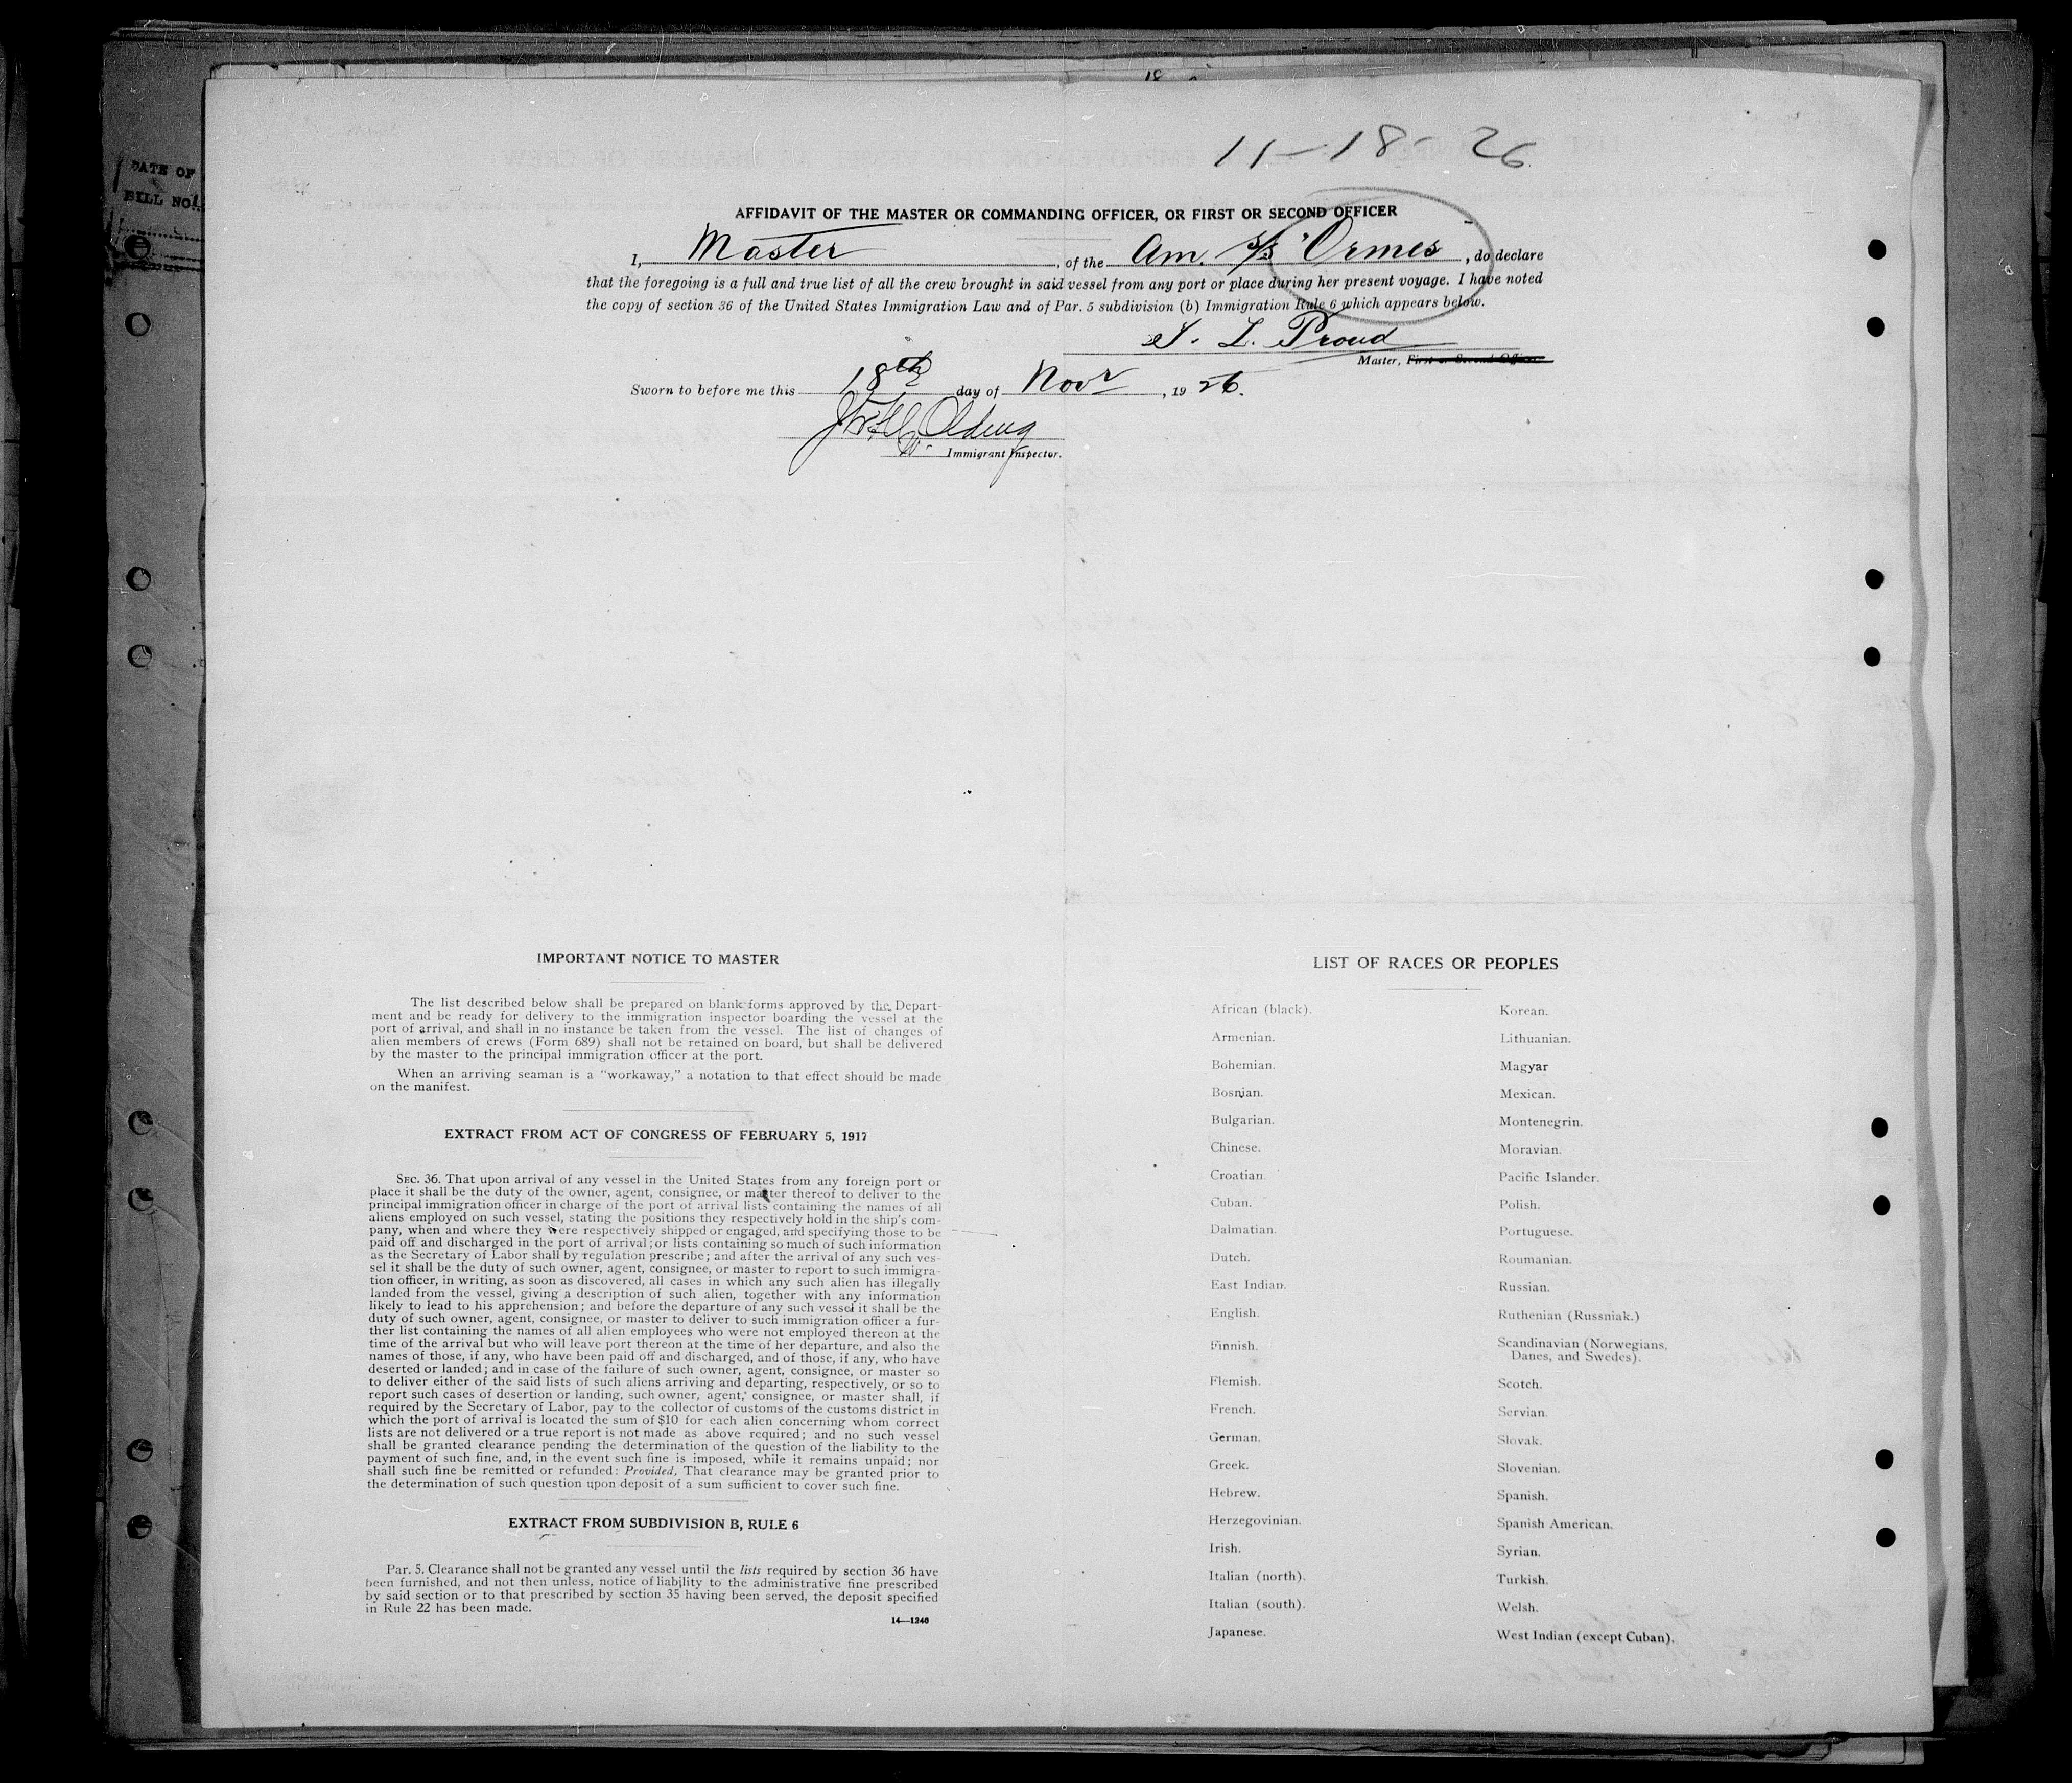 DATE OF
BILL NO.
11-18-26
AFFIDAVIT OF THE MASTER OR COMMANDING OFFICER, OR FIRST OR SECOND OFFICER
I, Master, of the Am. S/S "Ormes", do declare
that the foregoing is a full and true list of all the crew brought in said vessel from any port or place during her present voyage. I have noted
the copy of section 36 of the United States Immigration Law and of Par. 5 subdivision (b) Immigration Rule 6 which appears below.
L. Proud
Master, First or Second Officer
Sworn to before me this 18th day of Novr, 1926.
Olding
Immigrant Inspector.
IMPORTANT NOTICE TO MASTER
The list described below shall be prepared on blank forms approved by the Depart-
ment and be ready for delivery to the immigration inspector boarding the vessel at the
port of arrival, and shall in no instance be taken from the vessel. The list of changes of
alien members of crews (Form 689) shall not be retained on board, but shall be delivered
by the master to the principal immigration officer at the port.
When an arriving seaman is a "workaway," a notation to that effect should be made
on the manifest.
EXTRACT FROM ACT OF CONGRESS OF FEBRUARY 5, 1917
SEC. 36. That upon arrival of any vessel in the United States from any foreign port or
place it shall be the duty of the owner, agent, consignee, or master thereof to deliver to the
principal immigration officer in charge of the port of arrival lists containing the names of all
aliens employed on such vessel, stating the positions they respectively hold in the ship's com-
pany, when and where they were respectively shipped or engaged, and specifying those to be
paid off and discharged in the port of arrival; or lists containing so much of such information
as the Secretary of Labor shall by regulation prescribe; and after the arrival of any such ves-
sel it shall be the duty of such owner, agent, consignee, or master to report to such immigra-
tion officer, in writing, as soon as discovered, all cases in which any such alien has illegally
landed from the vessel, giving a description of such alien, together with any information
likely to lead to his apprehension; and before the departure of any such vessel it shall be the
duty of such owner, agent, consignee, or master to deliver to such immigration officer a fur-
ther list containing the names of all alien employees who were not employed thereon at the
time of the arrival but who will leave port thereon at the time of her departure, and also the
names of those, if any, who have been paid off and discharged, and of those, if any, who have
deserted or landed; and in case of the failure of such owner, agent, consignee, or master so
to deliver either of the said lists of such aliens arriving and departing, respectively, or so to
report such cases of desertion or landing, such owner, agent, consignee, or master shall, if
required by the Secretary of Labor, pay to the collector of customs of the customs district in
which the port of arrival is located the sum of $10 for each alien concerning whom correct
lists are not delivered or a true report is not made as above required; and no such vessel
shall be granted clearance pending the determination of the question of the liability to the
payment of such fine, and, in the event such fine is imposed, while it remains unpaid; nor
shall such fine be remitted or refunded: Provided, That clearance may be granted prior to
the determination of such question upon deposit of a sum sufficient to cover such fine.
EXTRACT FROM SUBDIVISION B, RULE 6
Par. 5. Clearance shall not be granted any vessel until the lists required by section 36 have
been furnished, and not then unless, notice of liability to the administrative fine prescribed
by said section or to that prescribed by section 35 having been served, the deposit specified
in Rule 22 has been made.
14—1240
LIST OF RACES OR PEOPLES
African (black).
Armenian.
Bohemian.
Bosnian.
Bulgarian.
Chinese.
Croatian.
Cuban.
Dalmatian.
Dutch.
East Indian.
English.
Finnish.
Flemish.
French.
German.
Greek.
Hebrew.
Herzegovinian.
Irish.
Italian (north).
Italian (south).
Japanese.
Korean.
Lithuanian.
Magyar
Mexican.
Montenegrin.
Moravian.
Pacific Islander.
Polish.
Portuguese.
Roumanian.
Russian.
Ruthenian (Russniak.)
Scandinavian (Norwegians,
Danes, and Swedes).
Scotch.
Servian.
Slovak.
Slovenian.
Spanish.
Spanish American.
Syrian.
Turkish.
Welsh.
West Indian (except Cuban).